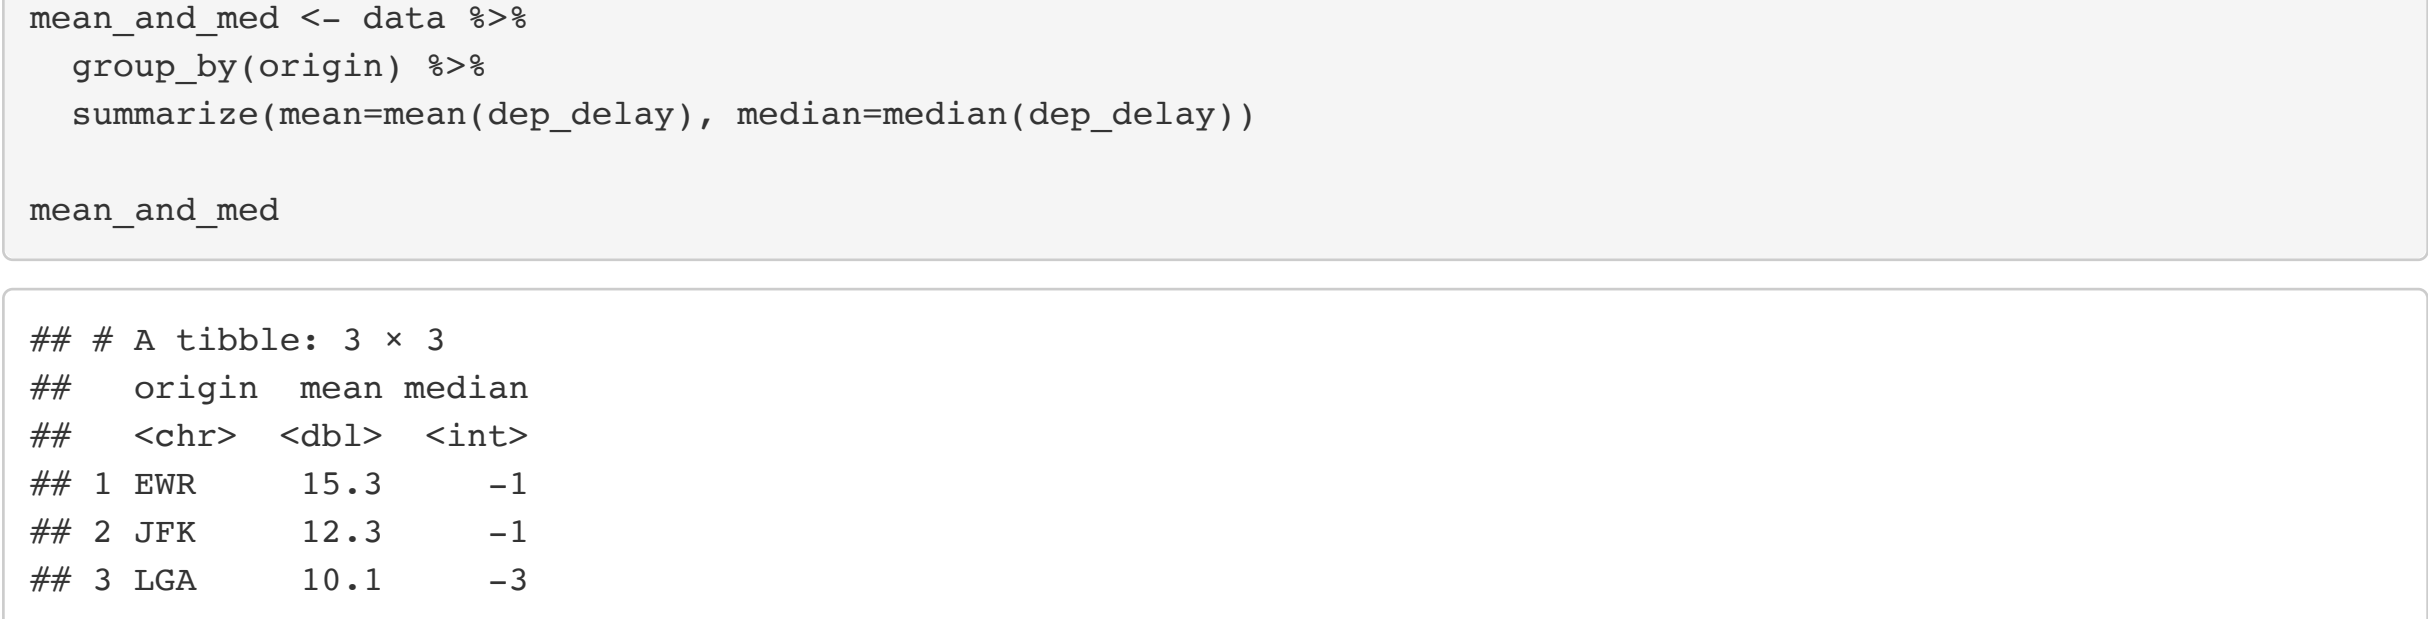 mean_and_med <- data %>%
  group_by(origin) %>%
  summarize(mean=mean(dep_delay), median=median(dep_delay))

mean_and_med
## # A tibble: 3 × 3
##   origin  mean median
##   <chr>  <dbl>  <int>
## 1 EWR     15.3     -1
## 2 JFK     12.3     -1
## 3 LGA     10.1     -3